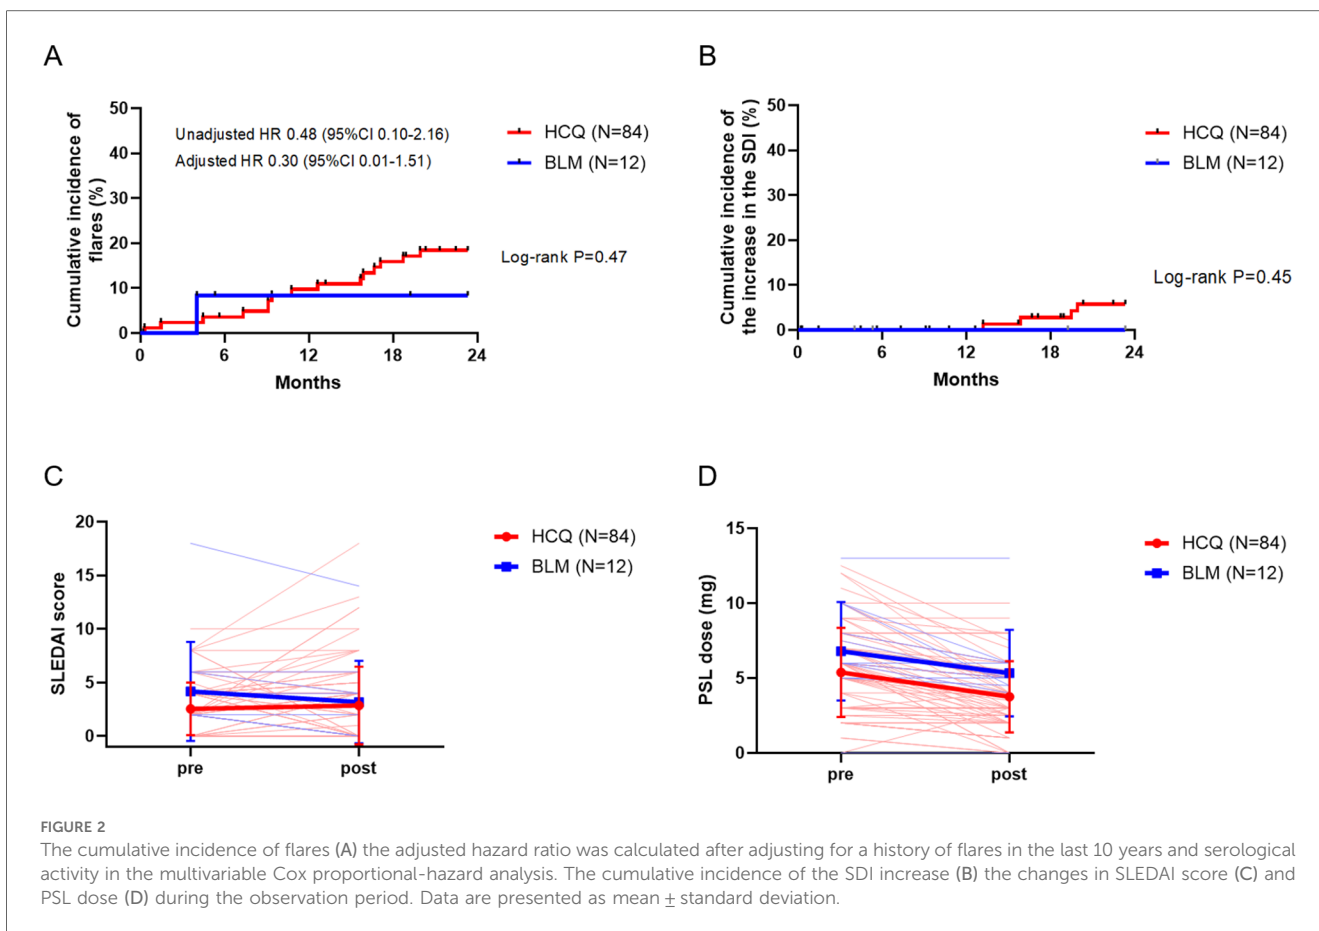 A
Cumulative incidence of
flares (%)
50
40
30
20
10
0
Unadjusted HR 0.48 (95%CI 0.10-2.16)
Adjusted HR 0.30 (95%CI 0.01-1.51)
HCQ (N=84)
BLM (N=12)
Log-rank P=0.47
0 6 12 18 24
Months
B
Cumulative incidence of
the increase in the SDI (%)
50
40
30
20
10
0
HCQ (N=84)
BLM (N=12)
Log-rank P=0.45
0 6 12 18 24
Months
C
SLEDAI score
20
15
10
5
0
HCQ (N=84)
BLM (N=12)
pre post
D
PSL dose (mg)
15
10
5
0
HCQ (N=84)
BLM (N=12)
pre post
FIGURE 2
The cumulative incidence of flares (A) the adjusted hazard ratio was calculated after adjusting for a history of flares in the last 10 years and serological
activity in the multivariable Cox proportional-hazard analysis. The cumulative incidence of the SDI increase (B) the changes in SLEDAI score (C) and
PSL dose (D) during the observation period. Data are presented as mean ± standard deviation.